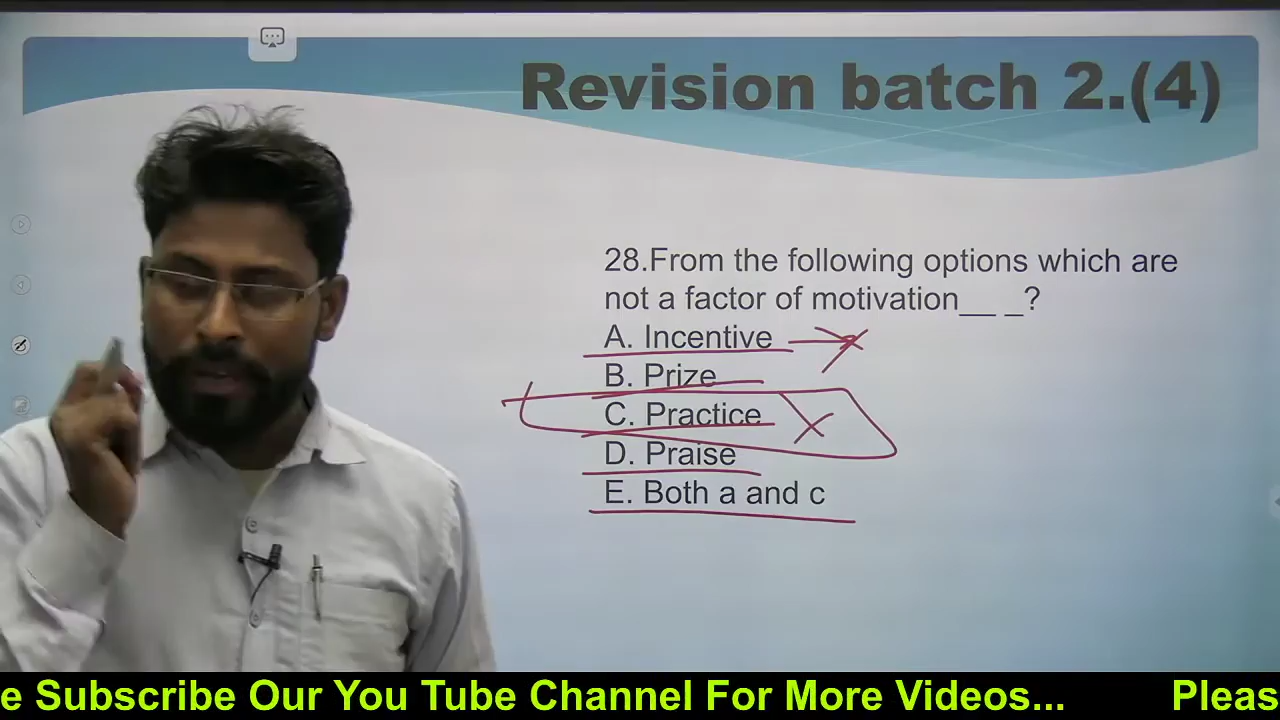 Revision batch 2.(4)
28.From the following options which are
not a factor of motivation__ _?
A. Incentive
B. Prize
C. Practice
D. Praise
E. Both a and c
e Subscribe Our You Tube Channel For More Videos... Pleas